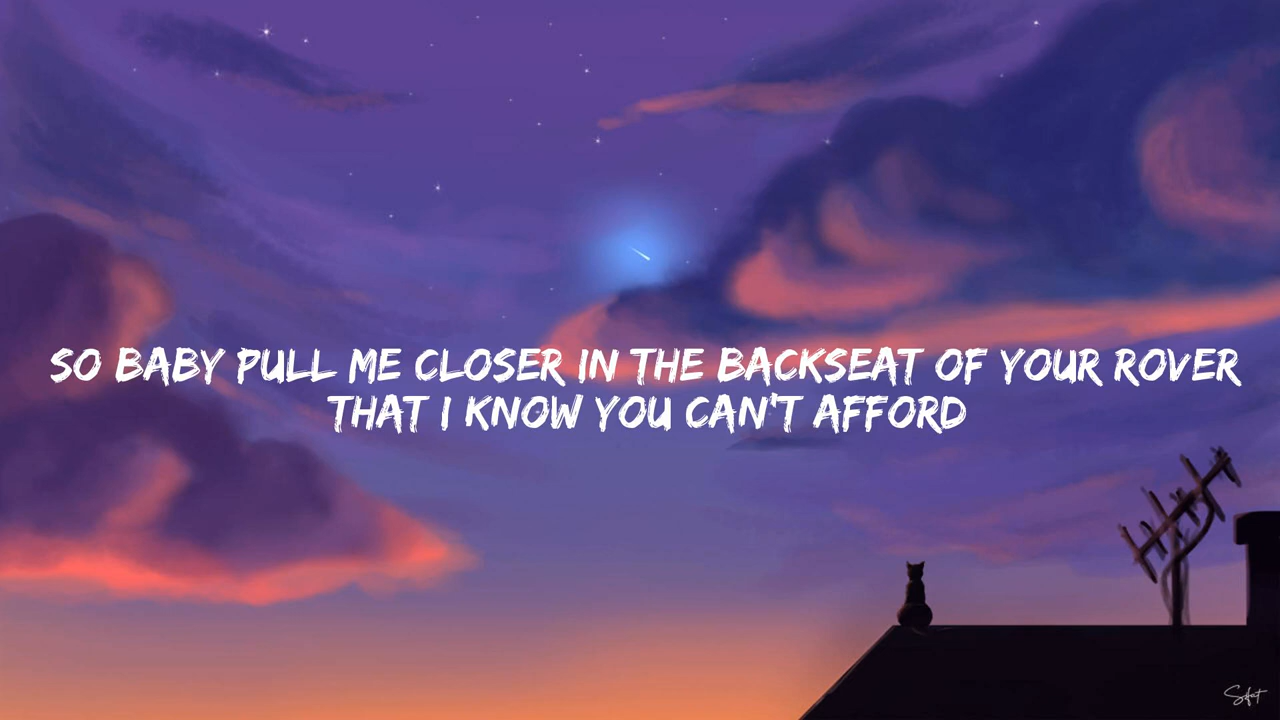 SO BABY PULL ME CLOSER IN THE BACKSEAT OF YOUR ROVER
THAT I KNOW YOU CAN'T AFFORD